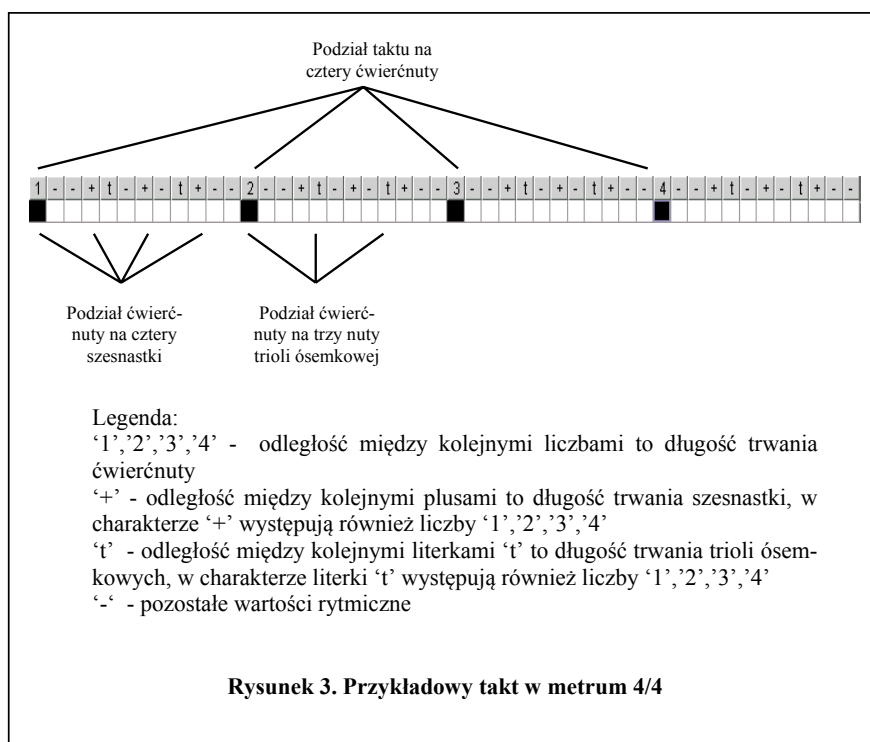 Podział taktu na
cztery ćwierćnuty
1 - - + t - + - t + - - 2 - - + t - + - t + - - 3 - - + t - + - t + - - 4 - - + t - + - t + - -
Podział ćwierć-
nuty na cztery
szesnastki
Podział ćwierć-
nuty na trzy nuty
trioli ósemkowej
Legenda:
‘1’,’2’,’3’,’4’ - odległość między kolejnymi liczbami to długość trwania
ćwierćnuty
‘+’ - odległość między kolejnymi plusami to długość trwania szesnastki, w
charakterze ‘+’ występują również liczby ‘1’,’2’,’3’,’4’
‘t’ - odległość między kolejnymi literkami ‘t’ to długość trwania trioli ósem-
kowych, w charakterze literki ‘t’ występują również liczby ‘1’,’2’,’3’,’4’
‘-‘ - pozostałe wartości rytmiczne
Rysunek 3. Przykładowy takt w metrum 4/4